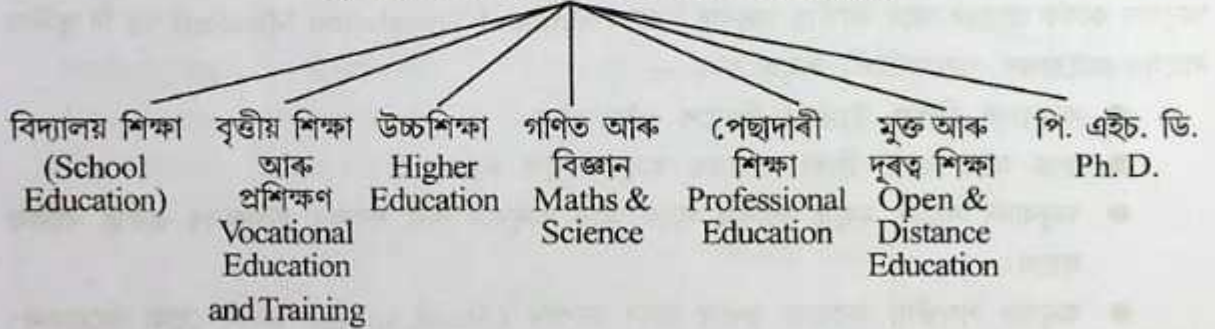 বিদ্যালয় শিক্ষা
(School
Education)
বৃত্তীয় শিক্ষা
আৰু
প্ৰশিক্ষণ
Vocational
Education
and Training
উচ্চশিক্ষা
Higher
Education
গণিত আৰু
বিজ্ঞান
Maths &
Science
পেছাদাৰী
শিক্ষা
Professional
Education
মুক্ত আৰু
দূৰত্ব শিক্ষা
Open &
Distance
Education
পি. এইচ. ডি.
Ph. D.